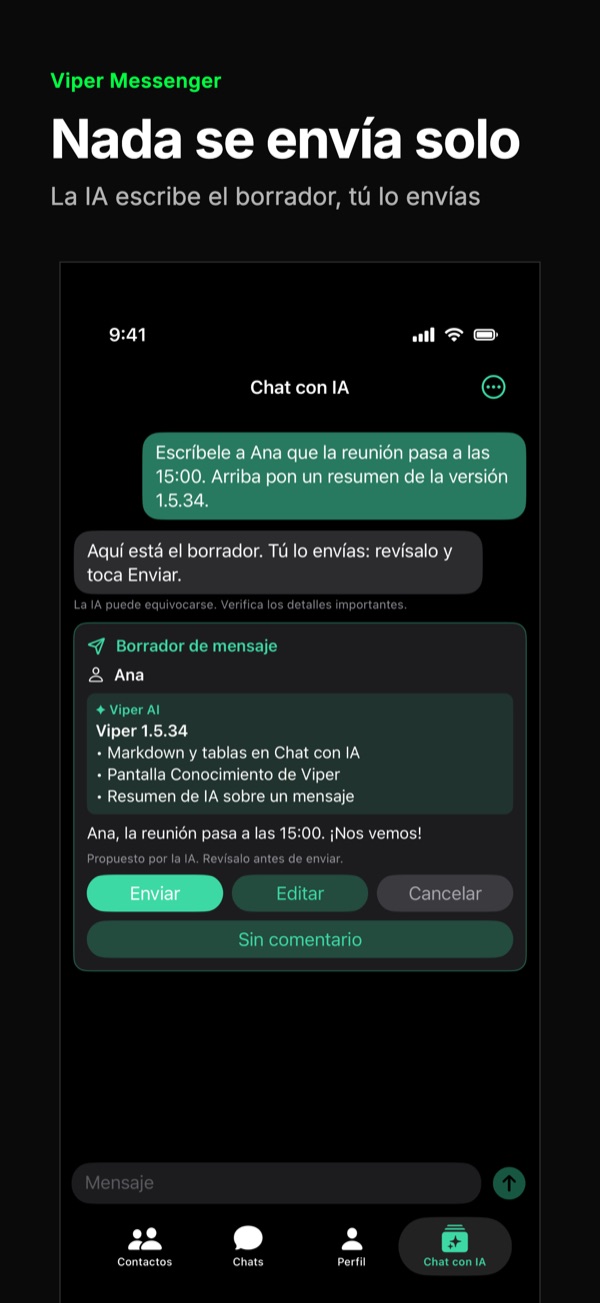 Viper Messenger
Nada se envía solo
La IA escribe el borrador, tú lo envías
9:41
Chat con IA
Escríbele a Ana que la reunión pasa a las
15:00. Arriba pon un resumen de la versión
1.5.34.
Aquí está el borrador. Tú lo envías: revísalo y
toca Enviar.
La IA puede equivocarse. Verifica los detalles importantes.
Borrador de mensaje
Ana
Viper AI
Viper 1.5.34
• Markdown y tablas en Chat con IA
• Pantalla Conocimiento de Viper
• Resumen de IA sobre un mensaje
Ana, la reunión pasa a las 15:00. ¡Nos vemos!
Propuesto por la IA. Revísalo antes de enviar.
Enviar
Editar
Cancelar
Sin comentario
Mensaje
Contactos
Chats
Perfil
Chat con IA